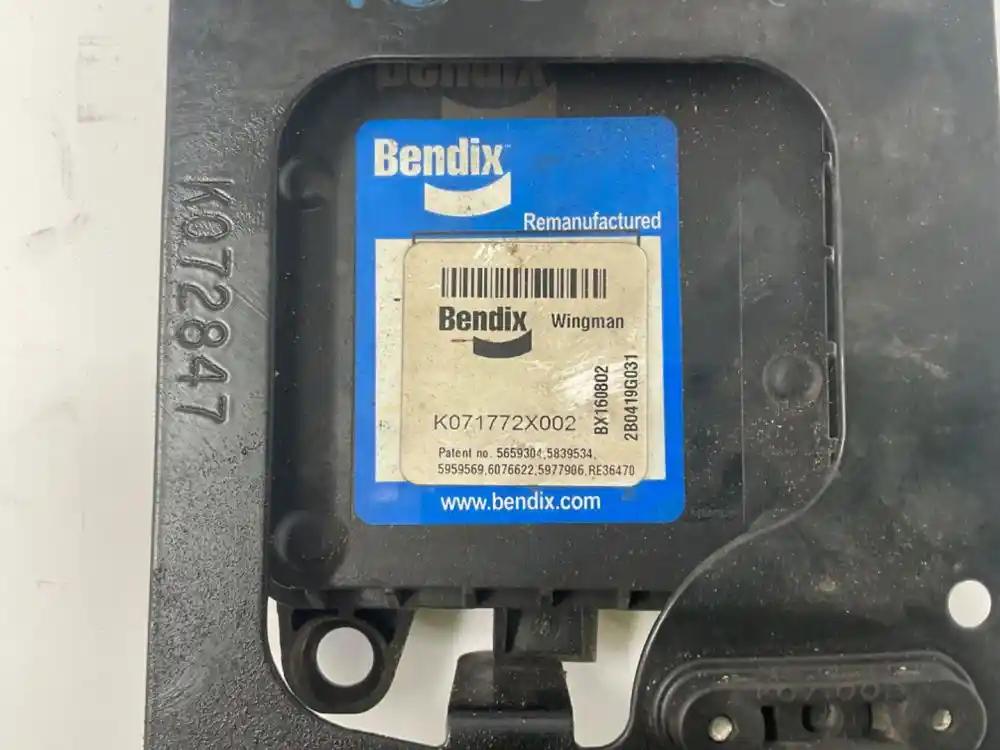 Bendix
Bendix™
Remanufactured
Bendix Wingman
K071772X002
BX160802
2B0419G031
Patent no. 5659304,5839534,
5959569,6076622,5977906,RE36470
www.bendix.com
K072847